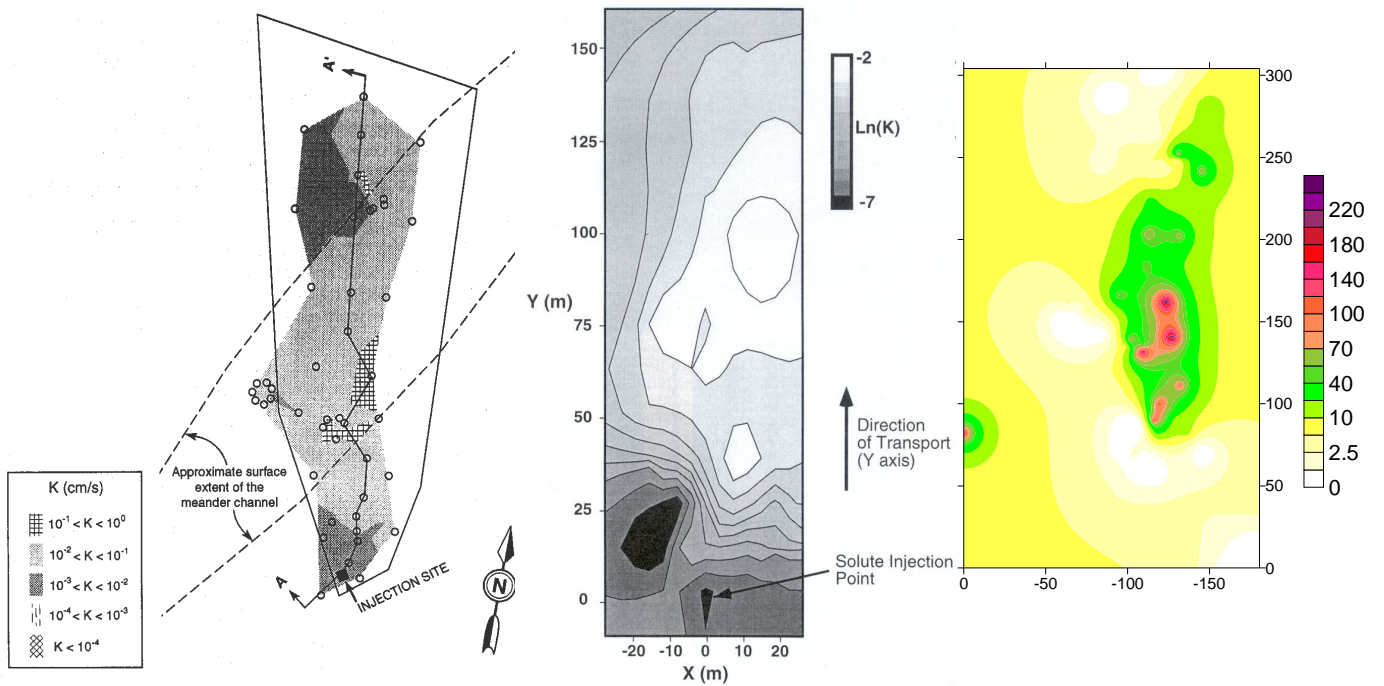 A'
Approximate surface
extent of the
meander channel
K (cm/s)
10⁻¹ < K < 10⁰
10⁻² < K < 10⁻¹
10⁻³ < K < 10⁻²
10⁻⁴ < K < 10⁻³
K < 10⁻⁴
A
INJECTION SITE
N
150
125
100
Y (m)
75
50
25
0
-20 -10 0 10 20
X (m)
-2
Ln(K)
-7
Direction
of Transport
(Y axis)
Solute Injection
Point
300
250
200
150
100
50
0
0 -50 -100 -150
220
180
140
100
70
40
10
2.5
0